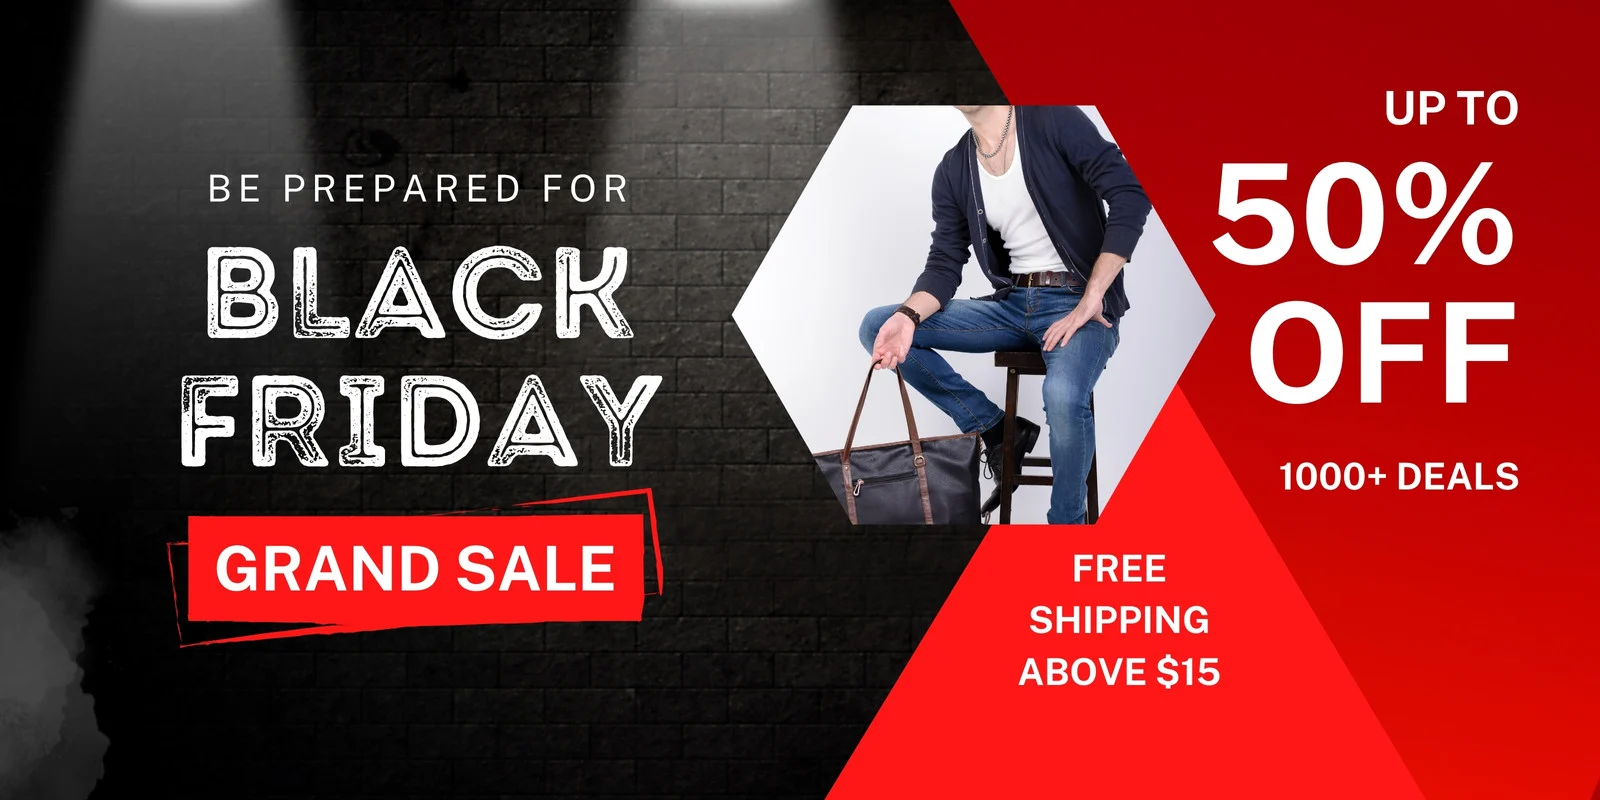 BE PREPARED FOR
BLACK
FRIDAY
GRAND SALE
UP TO
50%
OFF
1000+ DEALS
FREE
SHIPPING
ABOVE $15